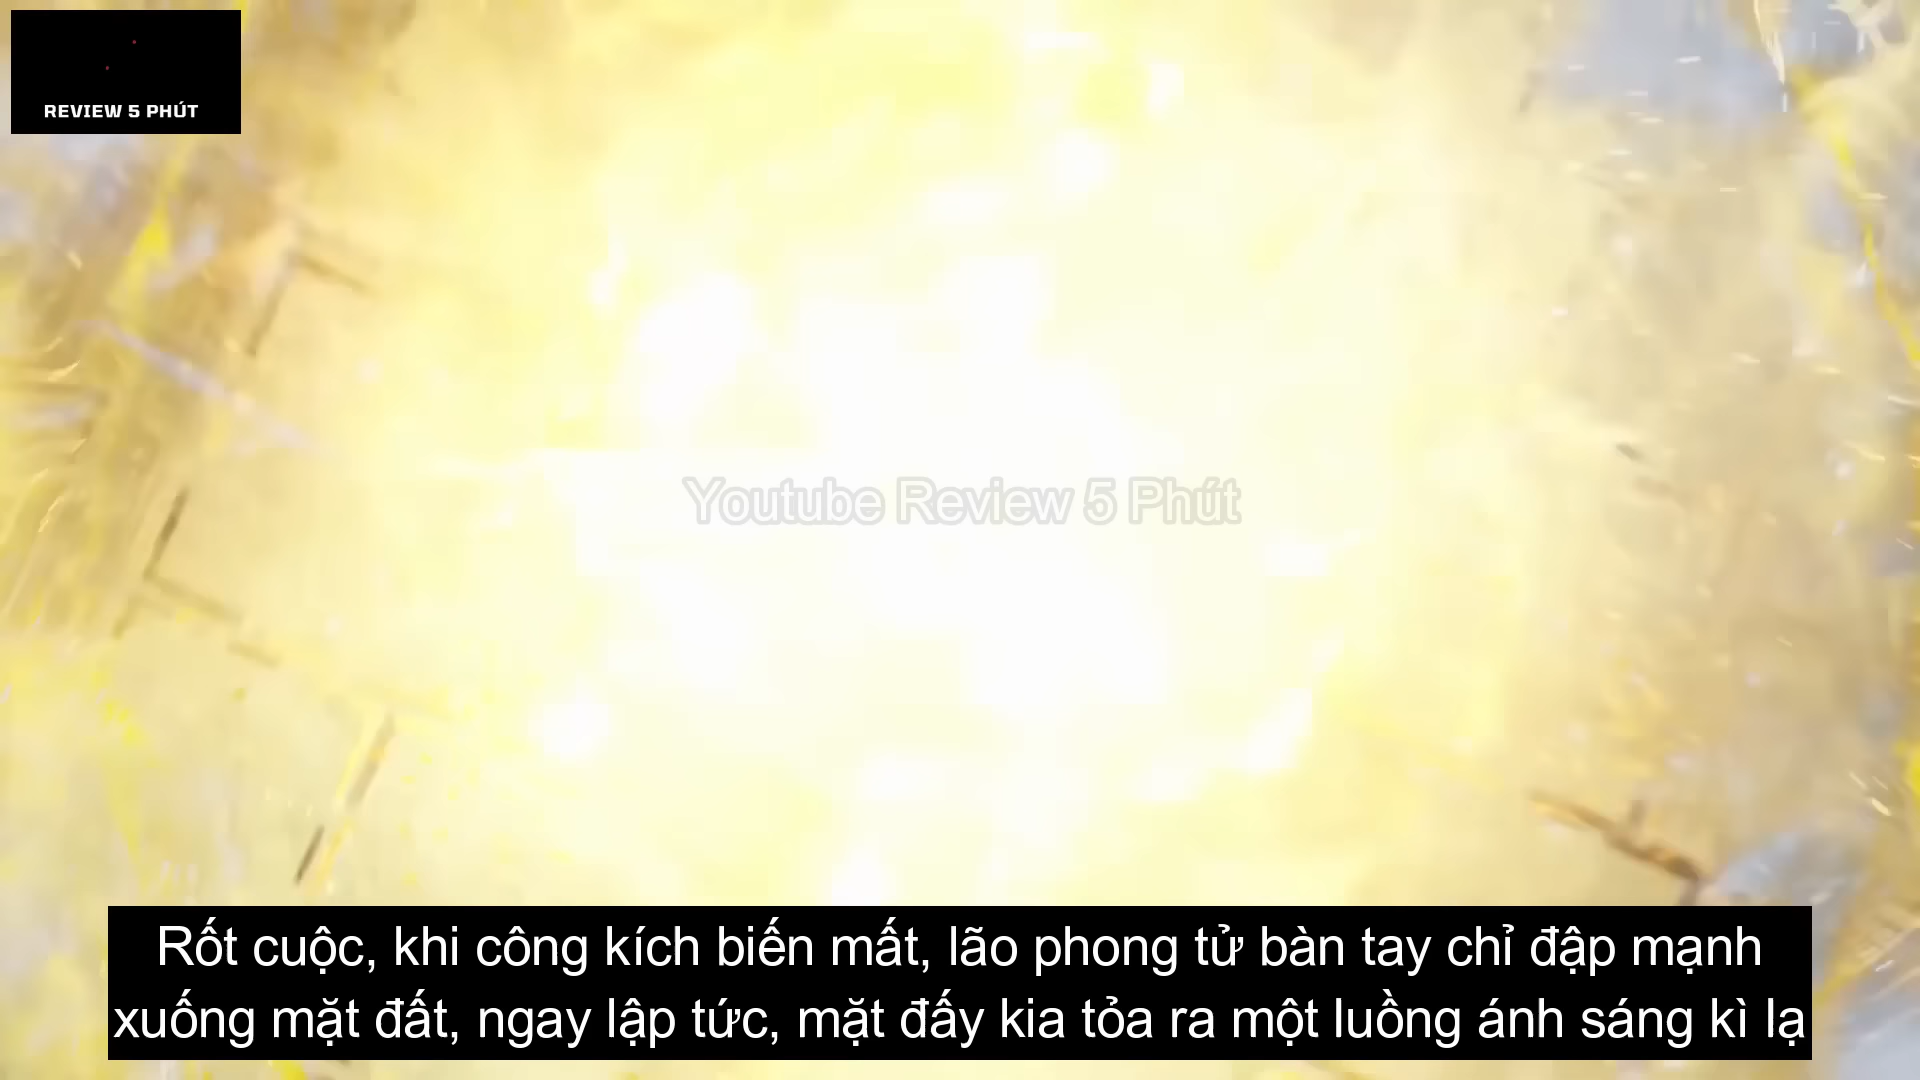 REVIEW 5 PHÚT
Youtube Review 5 Phút
Rốt cuộc, khi công kích biến mất, lão phong tử bàn tay chỉ đập mạnh
xuống mặt đất, ngay lập tức, mặt đấy kia tỏa ra một luồng ánh sáng kì lạ